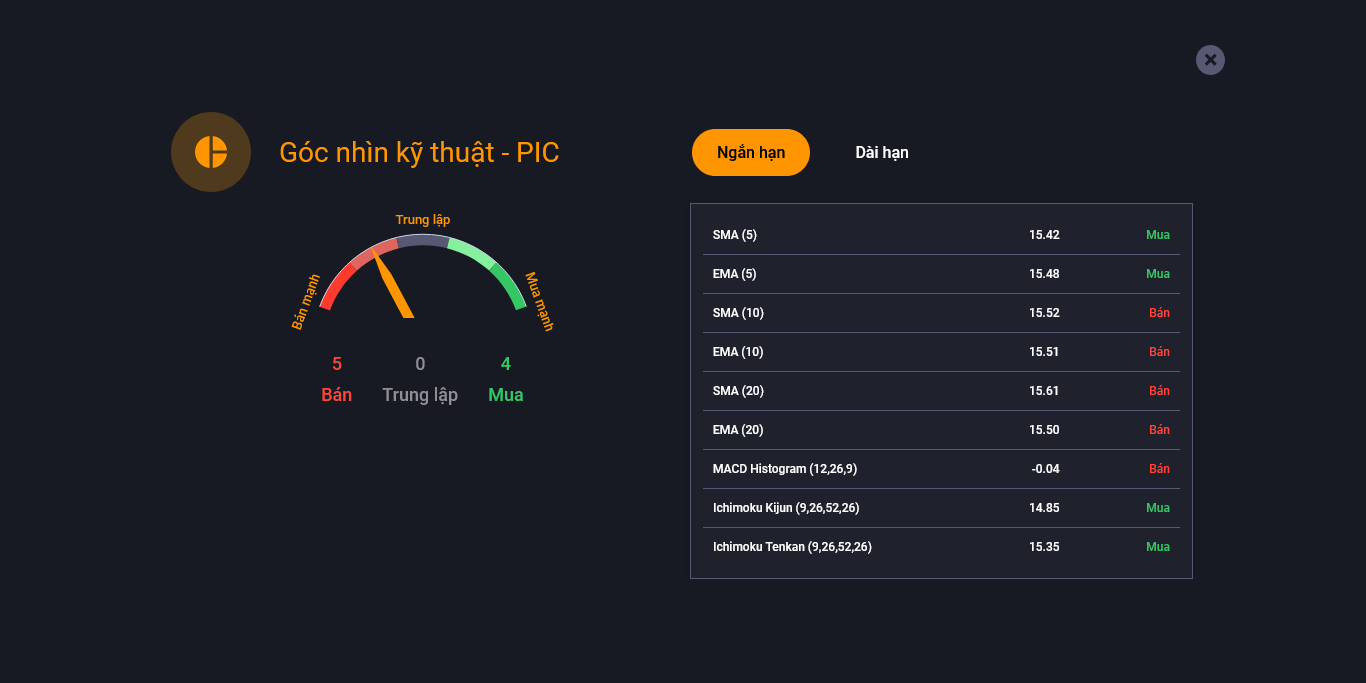 Góc nhìn kỹ thuật - PIC
Trung lập
Bán mạnh
Mua mạnh
5 0 4
Bán Trung lập Mua
Ngắn hạn Dài hạn
SMA (5) 15.42 Mua
EMA (5) 15.48 Mua
SMA (10) 15.52 Bán
EMA (10) 15.51 Bán
SMA (20) 15.61 Bán
EMA (20) 15.50 Bán
MACD Histogram (12,26,9) -0.04 Bán
Ichimoku Kijun (9,26,52,26) 14.85 Mua
Ichimoku Tenkan (9,26,52,26) 15.35 Mua